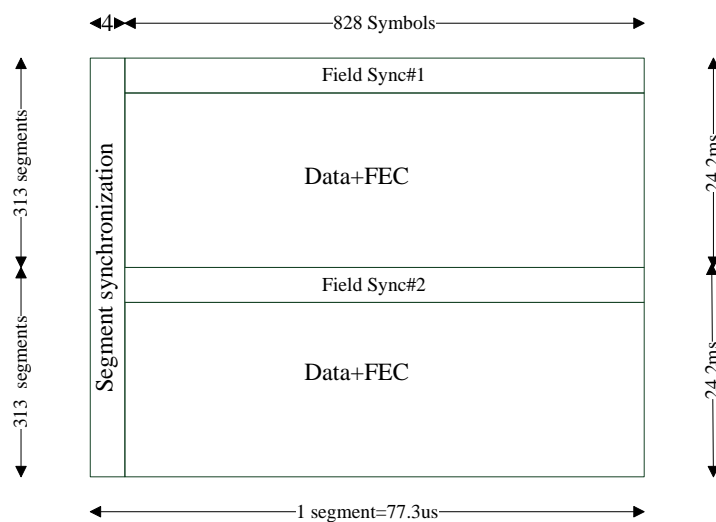 4
828 Symbols
Field Sync#1
313 segments
Segment synchronization
Data+FEC
24.2ms
Field Sync#2
313 segments
Data+FEC
24.2ms
1 segment=77.3us